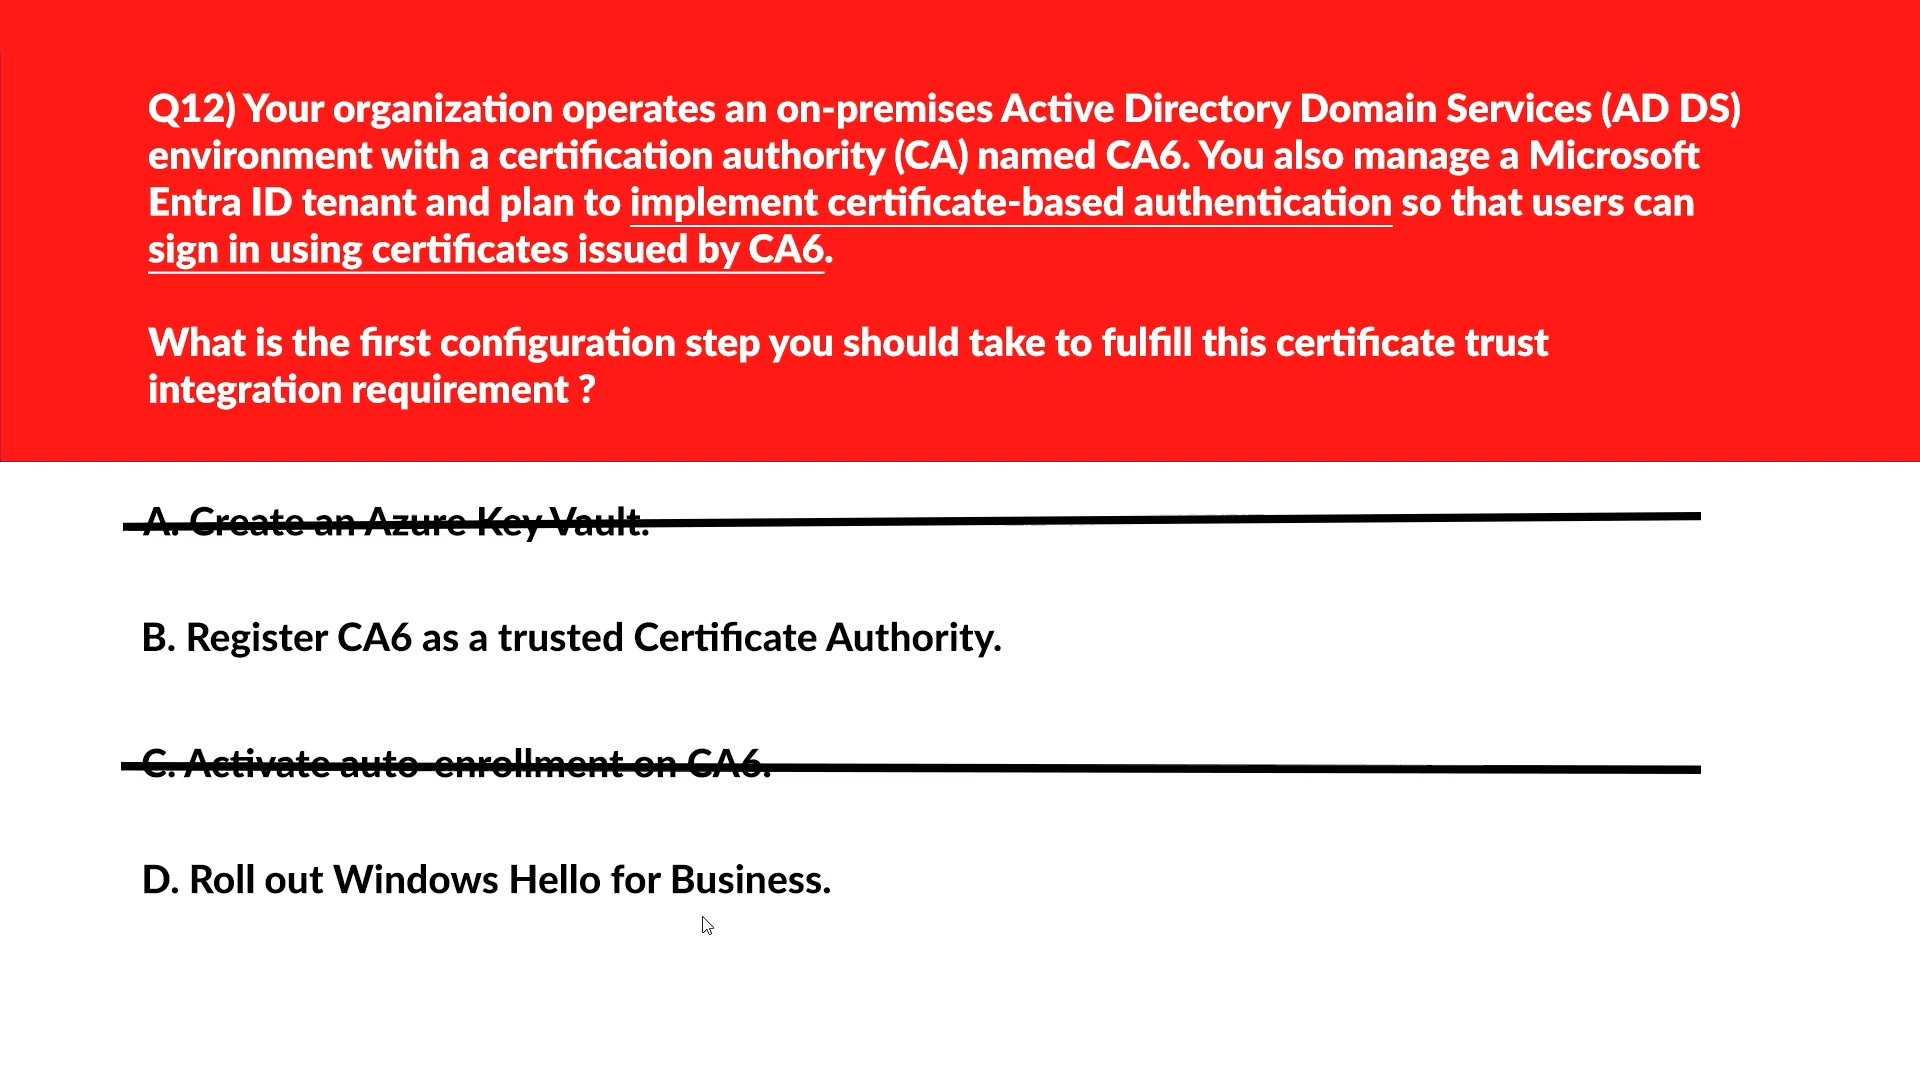 Q12) Your organization operates an on-premises Active Directory Domain Services (AD DS)
environment with a certification authority (CA) named CA6. You also manage a Microsoft
Entra ID tenant and plan to implement certificate-based authentication so that users can
sign in using certificates issued by CA6.
What is the first configuration step you should take to fulfill this certificate trust
integration requirement ?
A. Create an Azure Key Vault.
B. Register CA6 as a trusted Certificate Authority.
C. Activate auto-enrollment on CA6.
D. Roll out Windows Hello for Business.